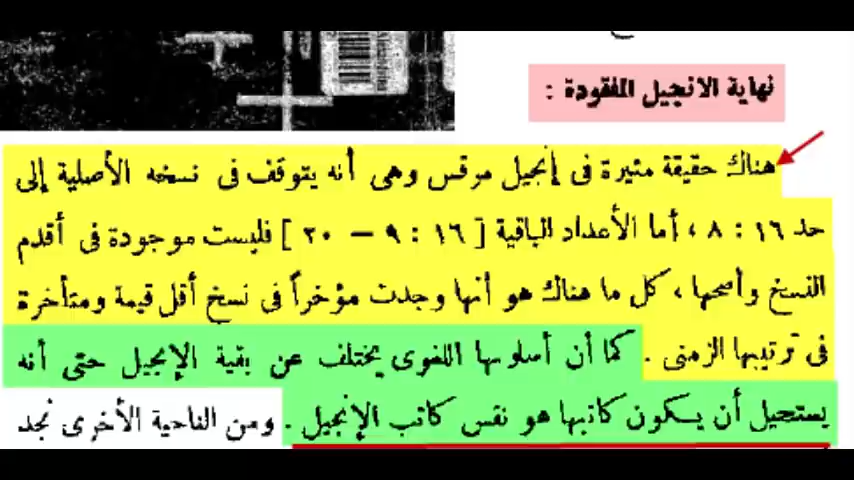 نهاية الانجيل المفقودة :
هناك حقيقة مثيرة فى إنجيل مرقس وهى أنه يتوقف فى نسخه الأصلية إلى
حد ١٦ : ٨ ، أما الأعداد الباقية [ ١٦ : ٩ – ٢٠ ] فليست موجودة فى أقدم
النسخ وأصحها ، كل ما هناك هو أنها وجدت مؤخراً فى نسخ أقل قيمة ومتأخرة
فى ترتيبها الزمنى . كما أن أسلوبها اللغوى يختلف عن بقية الإنجيل حتى أنه
يستحيل أن يكون كاتبها هو نفس كاتب الإنجيل . ومن الناحية الأخرى نجد